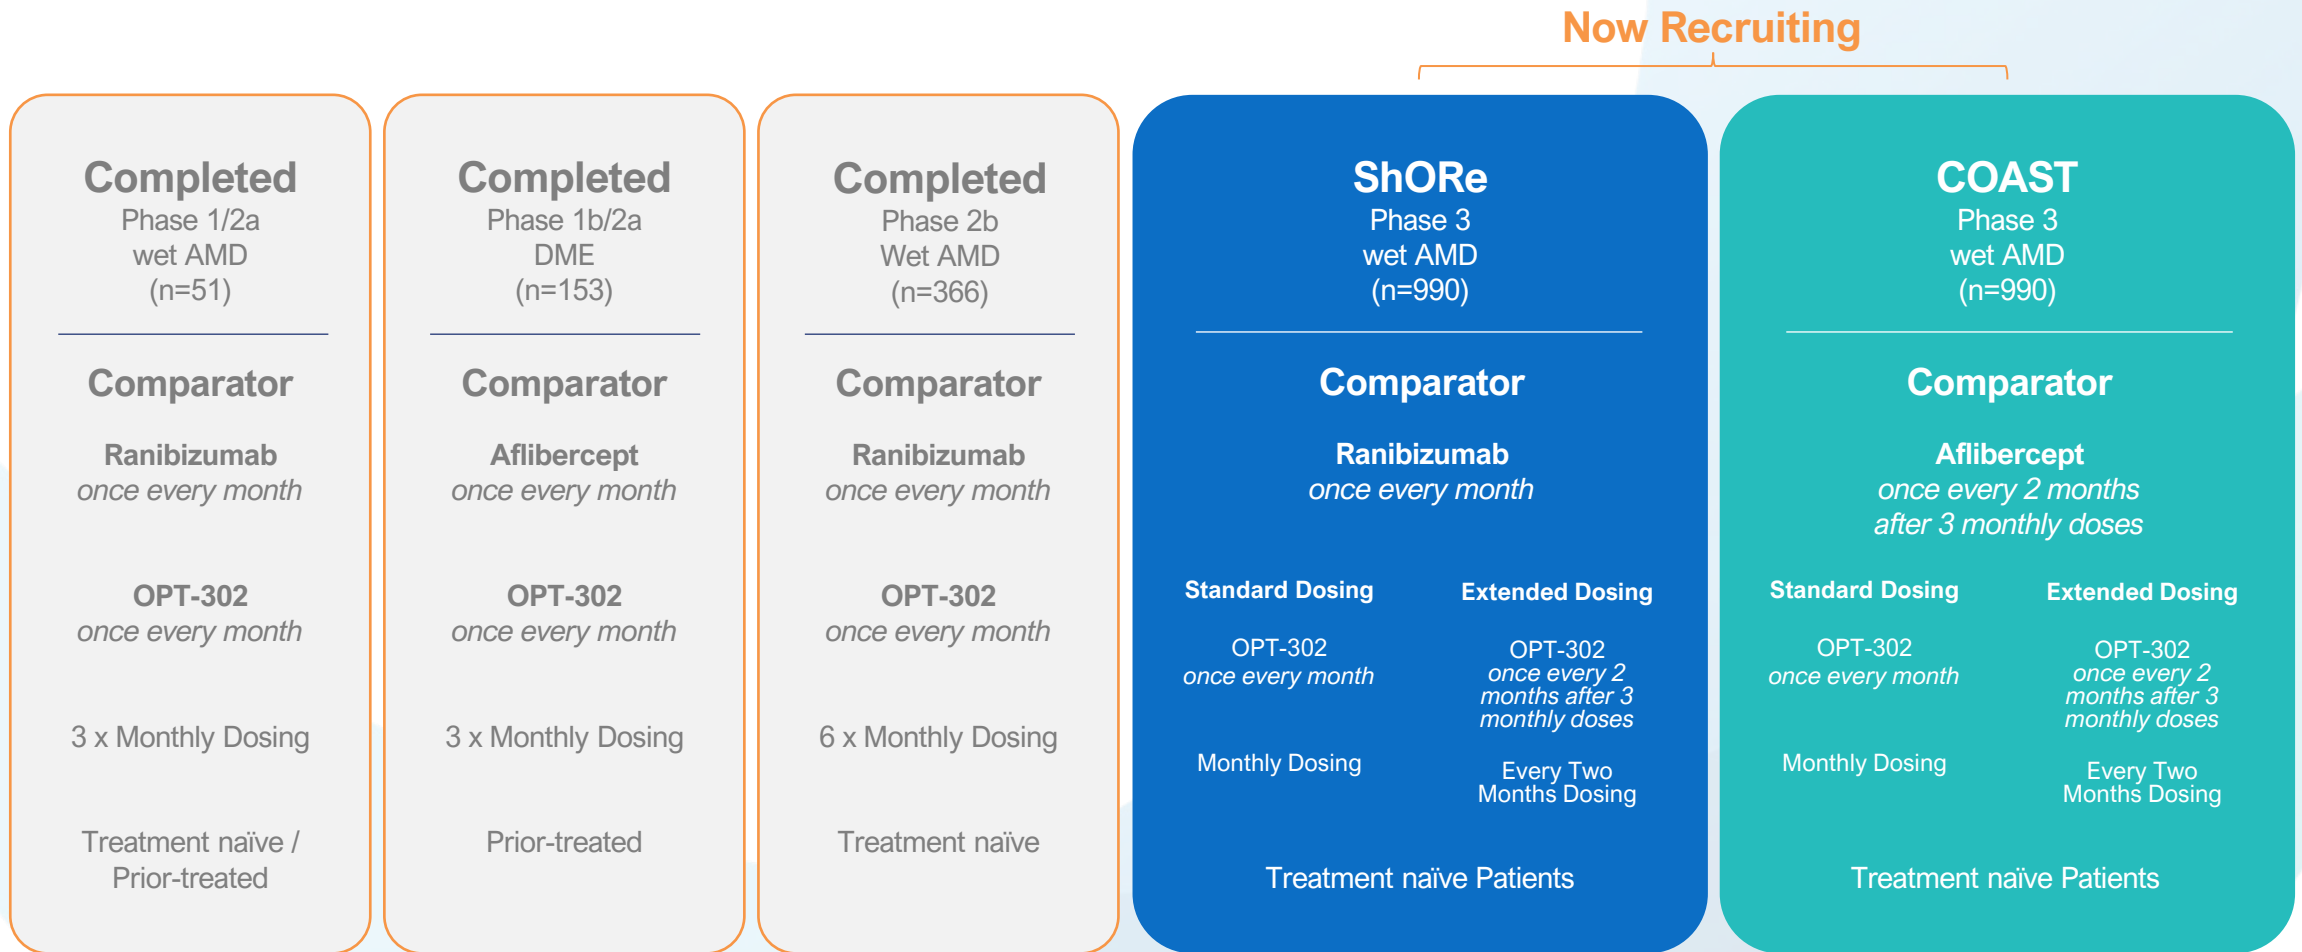 Now Recruiting
Completed
Phase 1/2a
wet AMD
(n=51)
Comparator
Ranibizumab
once every month
OPT-302
once every month
3 x Monthly Dosing
Treatment naïve /
Prior-treated
Completed
Phase 1b/2a
DME
(n=153)
Comparator
Aflibercept
once every month
OPT-302
once every month
3 x Monthly Dosing
Prior-treated
Completed
Phase 2b
Wet AMD
(n=366)
Comparator
Ranibizumab
once every month
OPT-302
once every month
6 x Monthly Dosing
Treatment naïve
ShORe
Phase 3
wet AMD
(n=990)
Comparator
Ranibizumab
once every month
Standard Dosing
OPT-302
once every month
Monthly Dosing
Extended Dosing
OPT-302
once every 2
months after 3
monthly doses
Every Two
Months Dosing
Treatment naïve Patients
COAST
Phase 3
wet AMD
(n=990)
Comparator
Aflibercept
once every 2 months
after 3 monthly doses
Standard Dosing
OPT-302
once every month
Monthly Dosing
Extended Dosing
OPT-302
once every 2
months after 3
monthly doses
Every Two
Months Dosing
Treatment naïve Patients